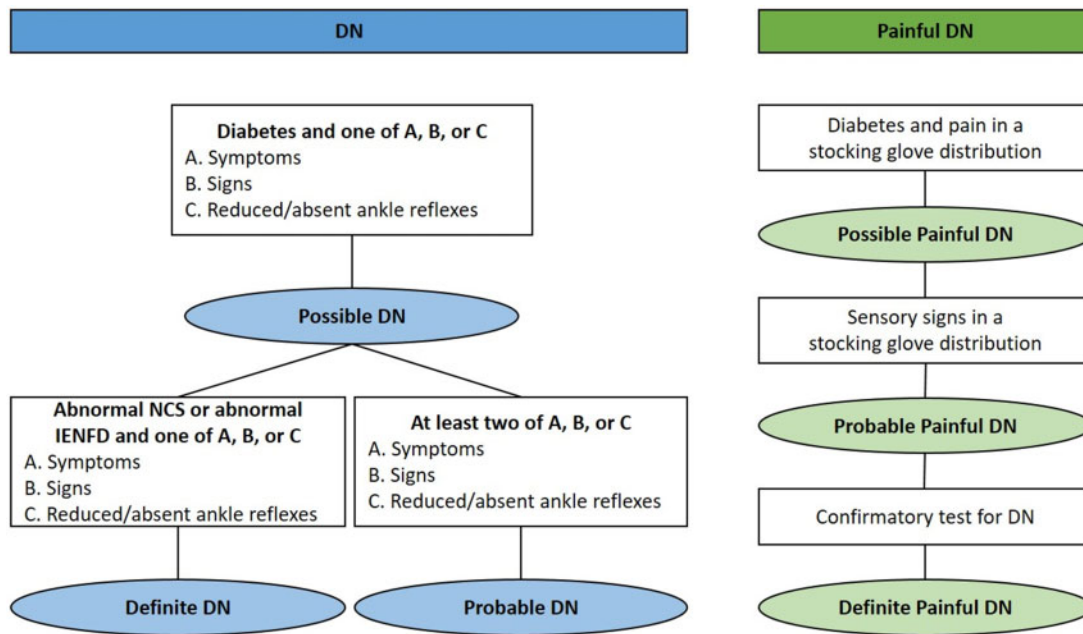 DN
Diabetes and one of A, B, or C
A. Symptoms
B. Signs
C. Reduced/absent ankle reflexes
Possible DN
Abnormal NCS or abnormal
IENFD and one of A, B, or C
A. Symptoms
B. Signs
C. Reduced/absent ankle reflexes
Definite DN
At least two of A, B, or C
A. Symptoms
B. Signs
C. Reduced/absent ankle reflexes
Probable DN
Painful DN
Diabetes and pain in a
stocking glove distribution
Possible Painful DN
Sensory signs in a
stocking glove distribution
Probable Painful DN
Confirmatory test for DN
Definite Painful DN